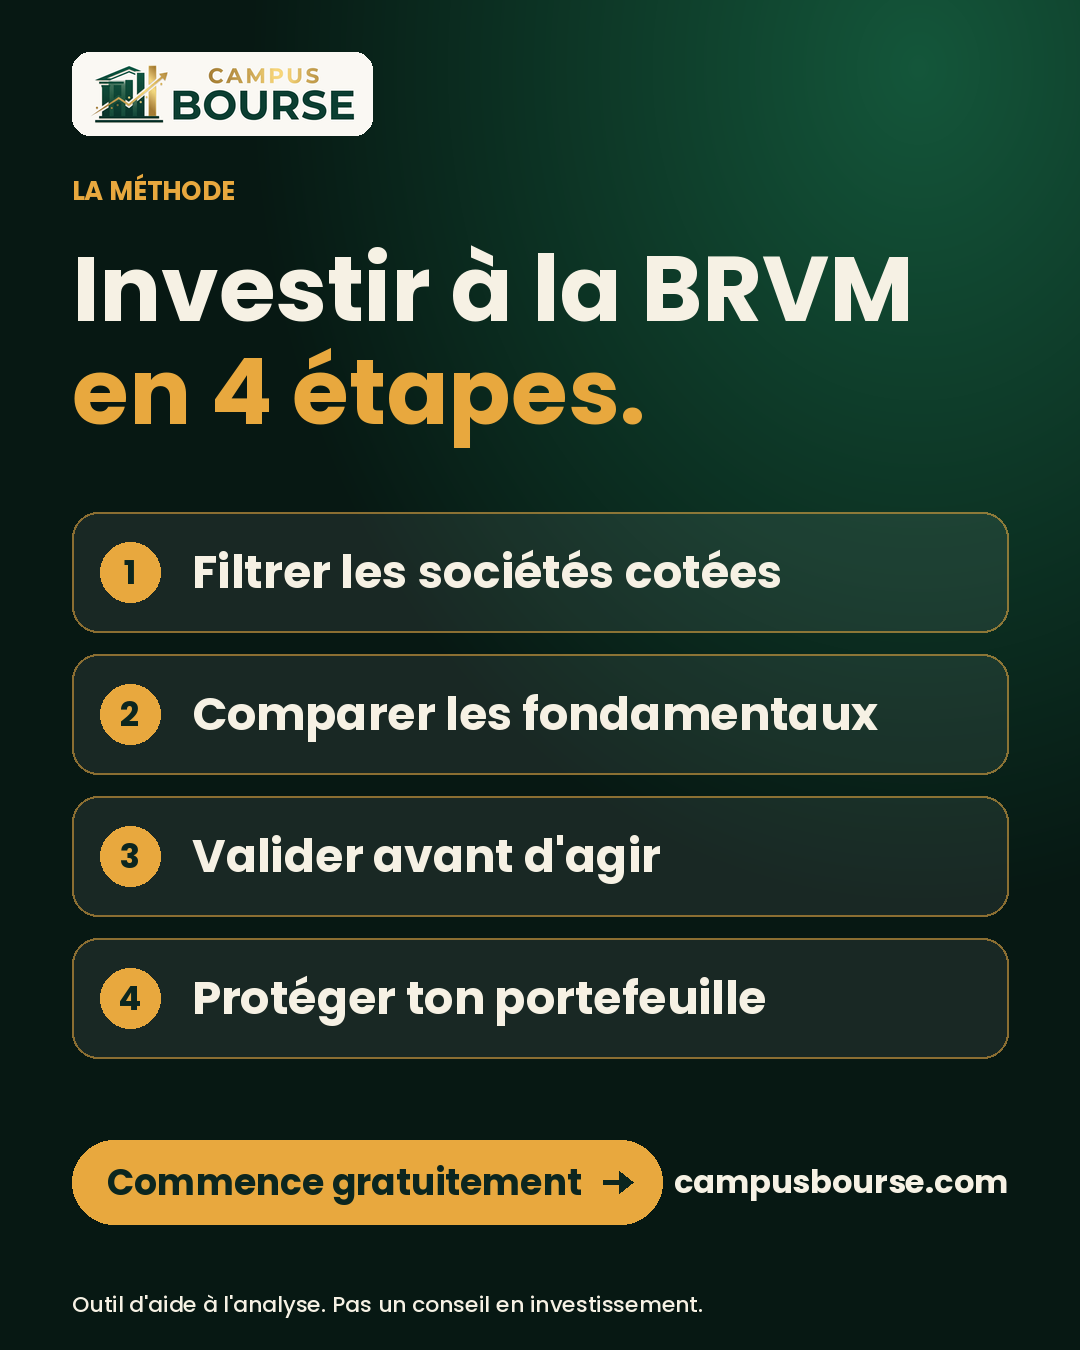 CAMPUS
BOURSE
LA MÉTHODE
Investir à la BRVM
en 4 étapes.
1 Filtrer les sociétés cotées
2 Comparer les fondamentaux
3 Valider avant d'agir
4 Protéger ton portefeuille
Commence gratuitement → campusbourse.com
Outil d'aide à l'analyse. Pas un conseil en investissement.